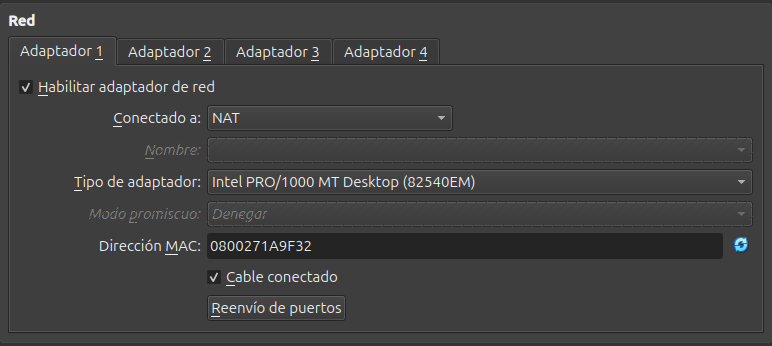 Red
Adaptador 1 Adaptador 2 Adaptador 3 Adaptador 4
Habilitar adaptador de red
Conectado a: NAT
Nombre:
Tipo de adaptador: Intel PRO/1000 MT Desktop (82540EM)
Modo promiscuo: Denegar
Dirección MAC: 0800271A9F32
Cable conectado
Reenvío de puertos